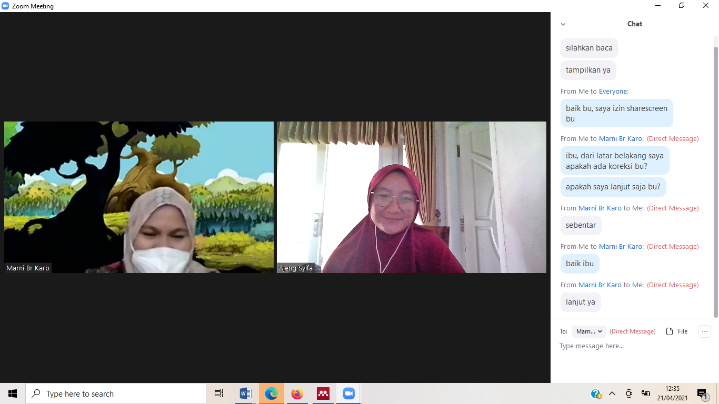 Zoom Meeting
Chat
silahkan baca
tampilkan ya
From Me to Everyone:
baik bu, saya izin sharescreen
bu
From Me to Marni Br Karo: (Direct Message)
ibu, dari latar belakang saya
apakah ada koreksi bu?
apakah saya lanjut saja bu?
From Marni Br Karo to Me: (Direct Message)
sebentar
From Me to Marni Br Karo: (Direct Message)
baik ibu
From Marni Br Karo to Me: (Direct Message)
lanjut ya
Marni Br Karo
Syifa
To: Marn... (Direct Message) File
Type message here...
Type here to search
12:35
21/04/2021